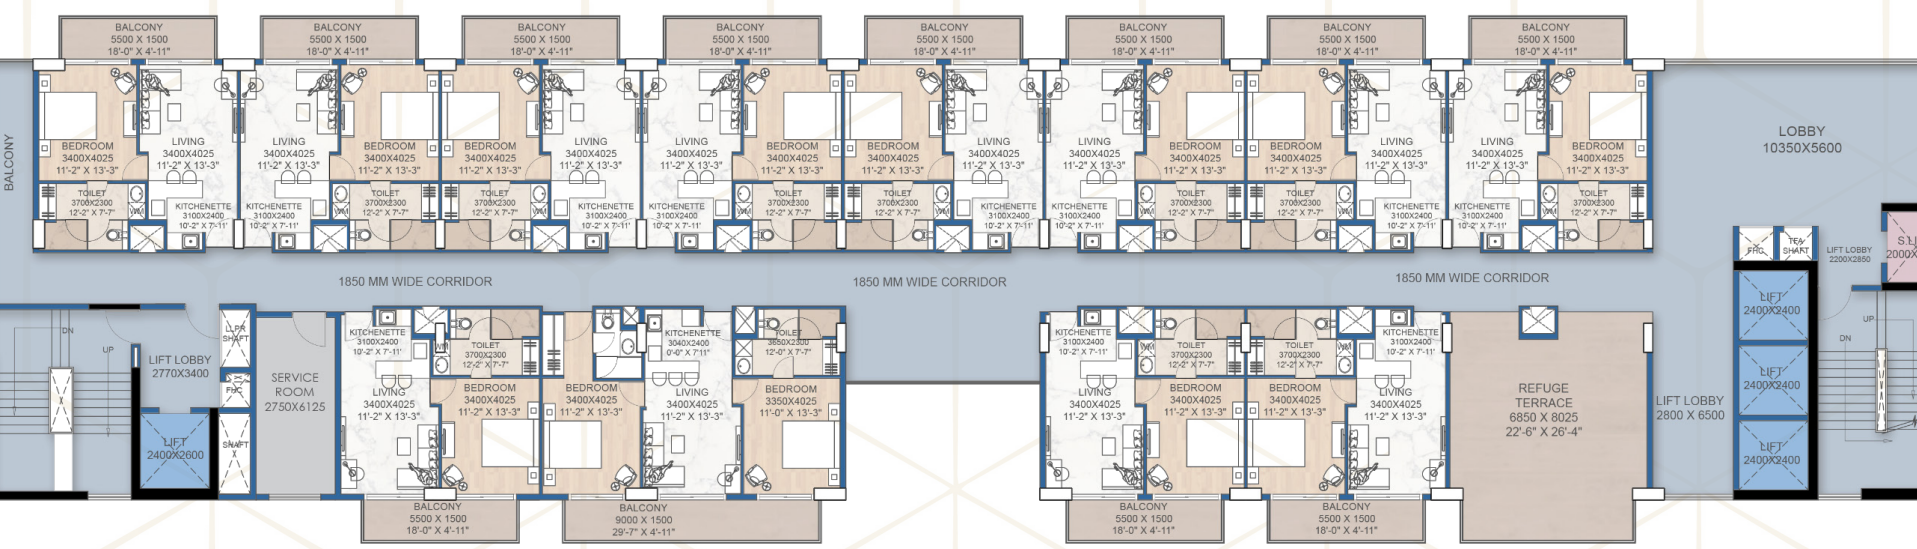 BALCONY
5500 X 1500
18'-0" X 4'-11"
BALCONY
5500 X 1500
18'-0" X 4'-11"
BALCONY
5500 X 1500
18'-0" X 4'-11"
BALCONY
5500 X 1500
18'-0" X 4'-11"
BALCONY
5500 X 1500
18'-0" X 4'-11"
BALCONY
5500 X 1500
18'-0" X 4'-11"
BALCONY
5500 X 1500
18'-0" X 4'-11"
BALCONY
5500 X 1500
18'-0" X 4'-11"
BALCONY
BEDROOM
3400X4025
11'-2" X 13'-3"
LIVING
3400X4025
11'-2" X 13'-3"
LIVING
3400X4025
11'-2" X 13'-3"
BEDROOM
3400X4025
11'-2" X 13'-3"
BEDROOM
3400X4025
11'-2" X 13'-3"
LIVING
3400X4025
11'-2" X 13'-3"
LIVING
3400X4025
11'-2" X 13'-3"
BEDROOM
3400X4025
11'-2" X 13'-3"
BEDROOM
3400X4025
11'-2" X 13'-3"
LIVING
3400X4025
11'-2" X 13'-3"
LIVING
3400X4025
11'-2" X 13'-3"
BEDROOM
3400X4025
11'-2" X 13'-3"
BEDROOM
3400X4025
11'-2" X 13'-3"
LIVING
3400X4025
11'-2" X 13'-3"
LIVING
3400X4025
11'-2" X 13'-3"
BEDROOM
3400X4025
11'-2" X 13'-3"
LOBBY
10350X5600
TOILET
3700X2300
12'-2" X 7'-7"
WM
KITCHENETTE
3100X2400
10'-2" X 7'-11"
KITCHENETTE
3100X2400
10'-2" X 7'-11"
WM
TOILET
3700X2300
12'-2" X 7'-7"
TOILET
3700X2300
12'-2" X 7'-7"
WM
KITCHENETTE
3100X2400
10'-2" X 7'-11"
KITCHENETTE
3100X2400
10'-2" X 7'-11"
WM
TOILET
3700X2300
12'-2" X 7'-7"
TOILET
3700X2300
12'-2" X 7'-7"
WM
KITCHENETTE
3100X2400
10'-2" X 7'-11"
KITCHENETTE
3100X2400
10'-2" X 7'-11"
WM
TOILET
3700X2300
12'-2" X 7'-7"
TOILET
3700X2300
12'-2" X 7'-7"
WM
KITCHENETTE
3100X2400
10'-2" X 7'-11"
KITCHENETTE
3100X2400
10'-2" X 7'-11"
WM
TOILET
3700X2300
12'-2" X 7'-7"
FHC
SHAFT
LIFT LOBBY
2200X2850
1850 MM WIDE CORRIDOR
1850 MM WIDE CORRIDOR
1850 MM WIDE CORRIDOR
DN
UP
LIFT LOBBY
2770X3400
SHAFT
FHC
SHAFT
LIFT
2400X2600
SERVICE
ROOM
2750X6125
KITCHENETTE
3100X2400
10'-2" X 7'-11"
WM
TOILET
3700X2300
12'-2" X 7'-7"
KITCHENETTE
3040X2400
0'-0" X 7'11"
TOILET
3650X2300
12'-0" X 7'-7"
LIVING
3400X4025
11'-2" X 13'-3"
BEDROOM
3400X4025
11'-2" X 13'-3"
BEDROOM
3400X4025
11'-2" X 13'-3"
LIVING
3400X4025
11'-2" X 13'-3"
BEDROOM
3350X4025
11'-0" X 13'-3"
KITCHENETTE
3100X2400
10'-2" X 7'-11"
WM
TOILET
3700X2300
12'-2" X 7'-7"
TOILET
3700X2300
12'-2" X 7'-7"
WM
KITCHENETTE
3100X2400
10'-2" X 7'-11"
LIVING
3400X4025
11'-2" X 13'-3"
BEDROOM
3400X4025
11'-2" X 13'-3"
BEDROOM
3400X4025
11'-2" X 13'-3"
LIVING
3400X4025
11'-2" X 13'-3"
REFUGE
TERRACE
6850 X 8025
22'-6" X 26'-4"
LIFT LOBBY
2800 X 6500
LIFT
2400X2400
LIFT
2400X2400
LIFT
2400X2400
UP
DN
BALCONY
5500 X 1500
18'-0" X 4'-11"
BALCONY
9000 X 1500
29'-7" X 4'-11"
BALCONY
5500 X 1500
18'-0" X 4'-11"
BALCONY
5500 X 1500
18'-0" X 4'-11"